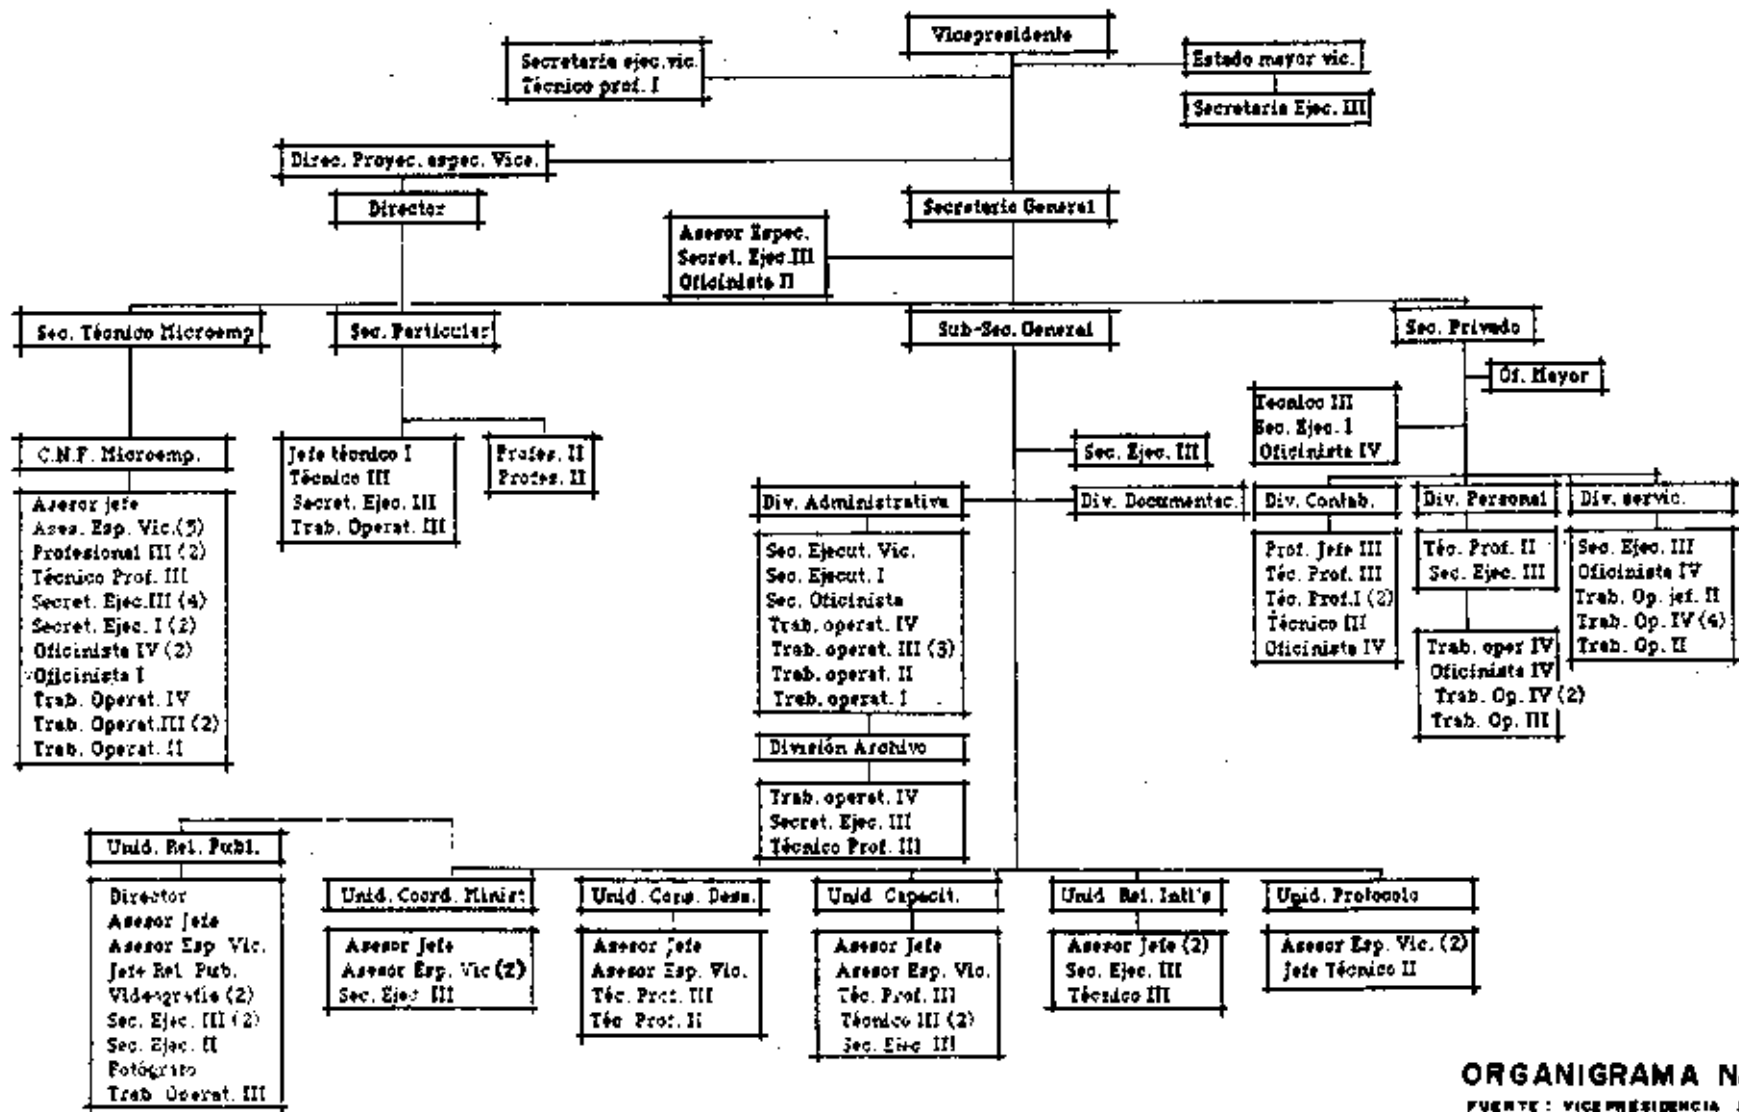 Vicepresidente
Secretaria ejec.vic.
Técnico prof. I
Estado mayor vic.
Secretaria Ejec. III
Direc. Proyec. espec. Vice.
Director
Secretario General
Asesor Espec.
Secret. Ejec.III
Oficinista II
Sec. Técnico Microemp
Sec. Particular
Sub-Sec. General
Sec. Privado
Of. Mayor
Tecnico III
Sec. Ejec. I
Oficinista IV
C.N.F. Microemp.
Asesor jefe
Ases. Esp. Vic.(5)
Profesional III (2)
Técnico Prof. III
Secret. Ejec.III (4)
Secret. Ejec. I (2)
Oficinista IV (2)
Oficinista I
Trab. Operat. IV
Trab. Operat.III (2)
Trab. Operat. II
Jefe técnico I
Técnico III
Secret. Ejec. III
Trab. Operat. III
Profes. II
Profes. II
Sec. Ejec. III
Div. Administrativa
Div. Documentac.
Sec. Ejecut. Vic.
Sec. Ejecut. I
Sec. Oficinista
Trab. operat. IV
Trab. operat. III (3)
Trab. operat. II
Trab. operat. I
División Archivo
Trab. operat. IV
Secret. Ejec. III
Técnico Prof. III
Div. Contab.
Prof. Jefe III
Téc. Prof. III
Téc. Prof.I (2)
Técnico III
Oficinista IV
Div. Personal
Téc. Prof. II
Sec. Ejec. III
Trab. oper IV
Oficinista IV
Trab. Op. IV (2)
Trab. Op. III
Div. servic.
Sec. Ejec. III
Oficinista IV
Trab. Op. jef. II
Trab. Op. IV (4)
Trab. Op. II
Unid. Rel. Publ.
Director
Asesor Jefe
Asesor Esp. Vic.
Jefe Rel. Pub.
Videografia (2)
Sec. Ejec. III (2)
Sec. Ejec. II
Fotógrafo
Trab Operat. III
Unid. Coord. Minist
Asesor Jefe
Asesor Esp. Vic (2)
Sec. Ejec III
Unid. Cons. Desa.
Asesor Jefe
Asesor Esp. Vic.
Téc. Prof. III
Téc Prof. II
Unid Capacit.
Asesor Jefe
Asesor Esp. Vic.
Téc. Prof. III
Técnico III (2)
Sec. Ejec III
Unid Rel. Intl's
Asesor Jefe (2)
Sec. Ejec. III
Técnico III
Unid. Protocolo
Asesor Esp. Vic. (2)
Jefe Técnico II
ORGANIGRAMA
FUENTE: VICEPRESIDENCIA